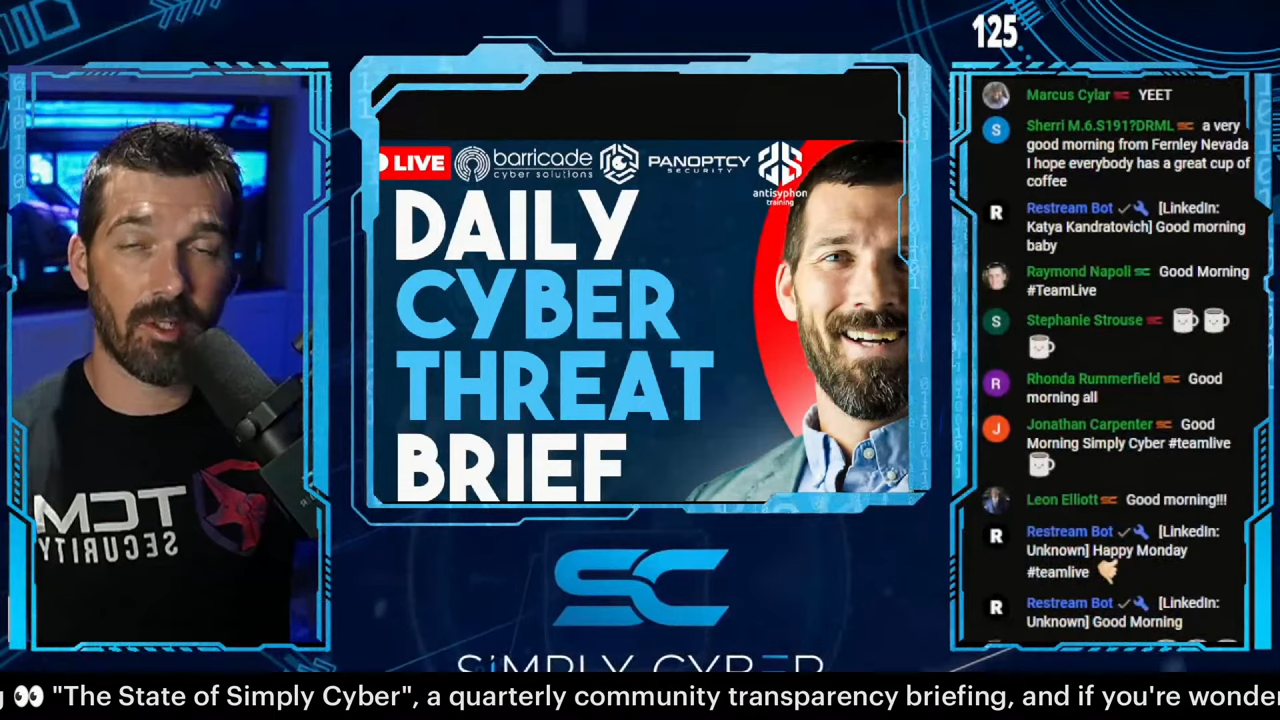 125
LIVE
barricade
cyber solutions
PANOPTCY
SECURITY
antisyphon
training
DAILY
CYBER
THREAT
BRIEF
TCM
SECURITY
Marcus Cylar YEET
Sherri M.6.S191?DRML a very
good morning from Fernley Nevada
I hope everybody has a great cup of
coffee
R
Restream Bot [LinkedIn:
Katya Kandratovich] Good morning
baby
Raymond Napoli Good Morning
#TeamLive
S
Stephanie Strouse
R
Rhonda Rummerfield Good
morning all
J
Jonathan Carpenter Good
Morning Simply Cyber #teamlive
Leon Elliott Good morning!!!
R
Restream Bot [LinkedIn:
Unknown] Happy Monday
#teamlive
R
Restream Bot [LinkedIn:
Unknown] Good Morning
SC
SiMPLY CYBER
g 👀 "The State of Simply Cyber", a quarterly community transparency briefing, and if you're wonde